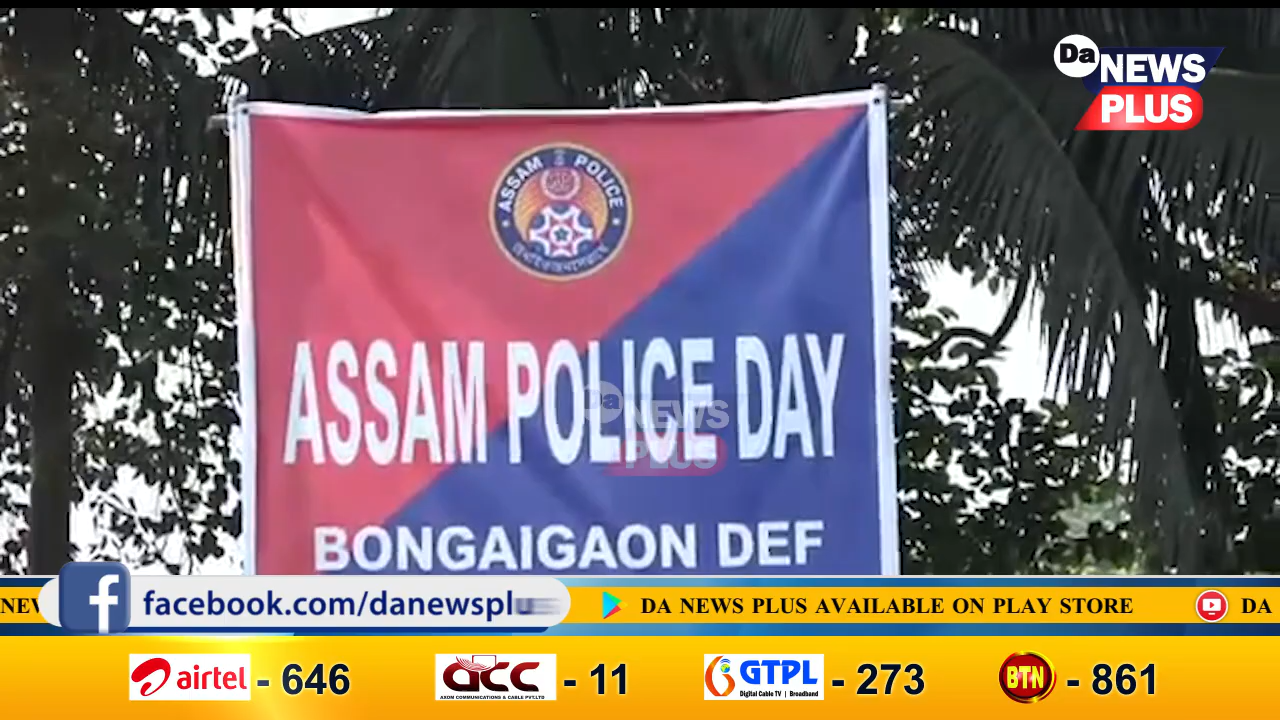 Da
NEWS
PLUS
ASSAM POLICE
ASSAM POLICE DAY
Da
NEWS
PLUS
BONGAIGAON DEF
NEW
facebook.com/danewsplu
DA NEWS PLUS AVAILABLE ON PLAY STORE
DA
airtel - 646
ACC - 11
AXOM COMMUNICATIONS & CABLE PVT.LTD
GTPL - 273
Digital Cable TV | Broadband
BTN - 861